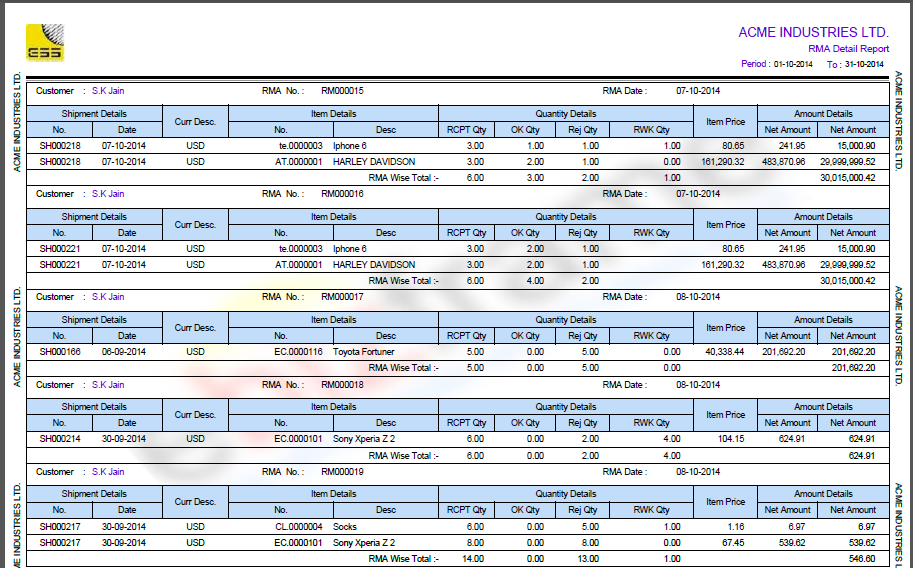 ESS
ACME INDUSTRIES LTD.
RMA Detail Report
Period : 01-10-2014 To : 31-10-2014
ACME INDUSTRIES LTD.
ACME INDUSTRIES LTD.
Customer : S.K Jain RMA No. : RM000015 RMA Date : 07-10-2014
Shipment Details Curr Desc. Item Details Quantity Details Item Price Amount Details
No. Date No. Desc RCPT Qty OK Qty Rej Qty RWK Qty Net Amount Net Amount
SH000218 07-10-2014 USD te.0000003 Iphone 6 3.00 1.00 1.00 1.00 80.65 241.95 15,000.90
SH000218 07-10-2014 USD AT.0000001 HARLEY DAVIDSON 3.00 2.00 1.00 0.00 161,290.32 483,870.96 29,999,999.52
RMA Wise Total :- 6.00 3.00 2.00 1.00 30,015,000.42
Customer : S.K Jain RMA No. : RM000016 RMA Date : 07-10-2014
Shipment Details Curr Desc. Item Details Quantity Details Item Price Amount Details
No. Date No. Desc RCPT Qty OK Qty Rej Qty RWK Qty Net Amount Net Amount
SH000221 07-10-2014 USD te.0000003 Iphone 6 3.00 2.00 1.00 80.65 241.95 15,000.90
SH000221 07-10-2014 USD AT.0000001 HARLEY DAVIDSON 3.00 2.00 1.00 161,290.32 483,870.96 29,999,999.52
RMA Wise Total :- 6.00 4.00 2.00 30,015,000.42
ACME INDUSTRIES LTD.
ACME INDUSTRIES LTD.
Customer : S.K Jain RMA No. : RM000017 RMA Date : 08-10-2014
Shipment Details Curr Desc. Item Details Quantity Details Item Price Amount Details
No. Date No. Desc RCPT Qty OK Qty Rej Qty RWK Qty Net Amount Net Amount
SH000166 06-09-2014 USD EC.0000116 Toyota Fortuner 5.00 0.00 5.00 0.00 40,338.44 201,692.20 201,692.20
RMA Wise Total :- 5.00 0.00 5.00 0.00 201,692.20
Customer : S.K Jain RMA No. : RM000018 RMA Date : 08-10-2014
Shipment Details Curr Desc. Item Details Quantity Details Item Price Amount Details
No. Date No. Desc RCPT Qty OK Qty Rej Qty RWK Qty Net Amount Net Amount
SH000214 30-09-2014 USD EC.0000101 Sony Xperia Z 2 6.00 0.00 2.00 4.00 104.15 624.91 624.91
RMA Wise Total :- 6.00 0.00 2.00 4.00 624.91
Customer : S.K Jain RMA No. : RM000019 RMA Date : 08-10-2014
Shipment Details Curr Desc. Item Details Quantity Details Item Price Amount Details
No. Date No. Desc RCPT Qty OK Qty Rej Qty RWK Qty Net Amount Net Amount
SH000217 30-09-2014 USD CL.0000004 Socks 6.00 0.00 5.00 1.00 1.16 6.97 6.97
SH000217 30-09-2014 USD EC.0000101 Sony Xperia Z 2 8.00 0.00 8.00 0.00 67.45 539.62 539.62
RMA Wise Total :- 14.00 0.00 13.00 1.00 546.60
INDUSTRIES LTD.
ACME INDUSTRIES